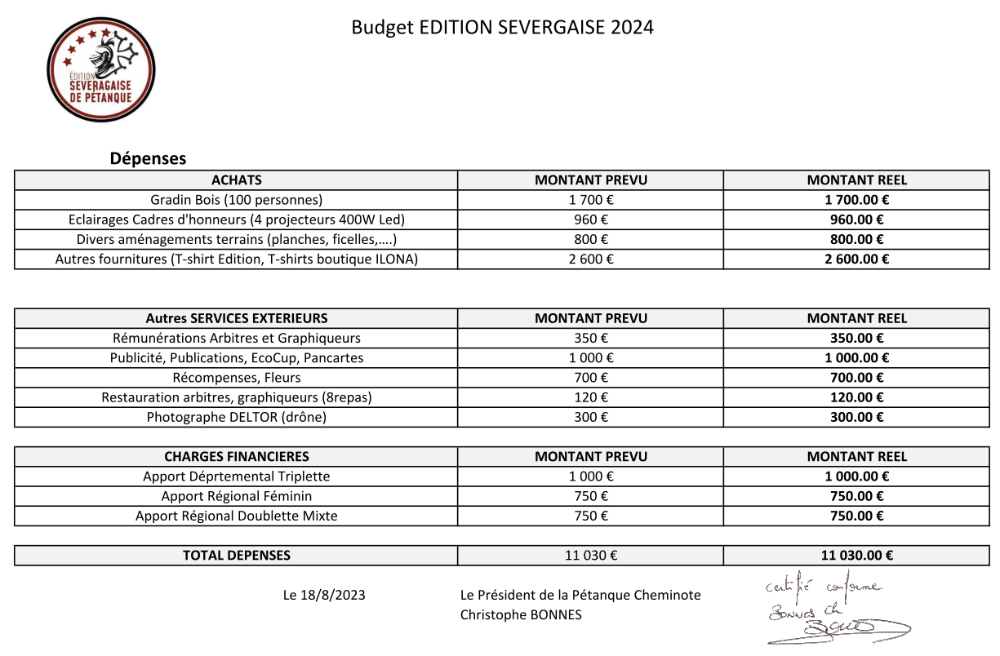 Budget EDITION SEVERGAISE 2024
ÉDITION
SEVERAGAISE
DE PÉTANQUE
Dépenses
ACHATS MONTANT PREVU MONTANT REEL
Gradin Bois (100 personnes) 1 700 € 1 700.00 €
Eclairages Cadres d'honneurs (4 projecteurs 400W Led) 960 € 960.00 €
Divers aménagements terrains (planches, ficelles,….) 800 € 800.00 €
Autres fournitures (T-shirt Edition, T-shirts boutique ILONA) 2 600 € 2 600.00 €
Autres SERVICES EXTERIEURS MONTANT PREVU MONTANT REEL
Rémunérations Arbitres et Graphiqueurs 350 € 350.00 €
Publicité, Publications, EcoCup, Pancartes 1 000 € 1 000.00 €
Récompenses, Fleurs 700 € 700.00 €
Restauration arbitres, graphiqueurs (8repas) 120 € 120.00 €
Photographe DELTOR (drône) 300 € 300.00 €
CHARGES FINANCIERES MONTANT PREVU MONTANT REEL
Apport Déprtemental Triplette 1 000 € 1 000.00 €
Apport Régional Féminin 750 € 750.00 €
Apport Régional Doublette Mixte 750 € 750.00 €
TOTAL DEPENSES 11 030 € 11 030.00 €
Le 18/8/2023 Le Président de la Pétanque Cheminote
Christophe BONNES
certifié conforme
BONNES Ch